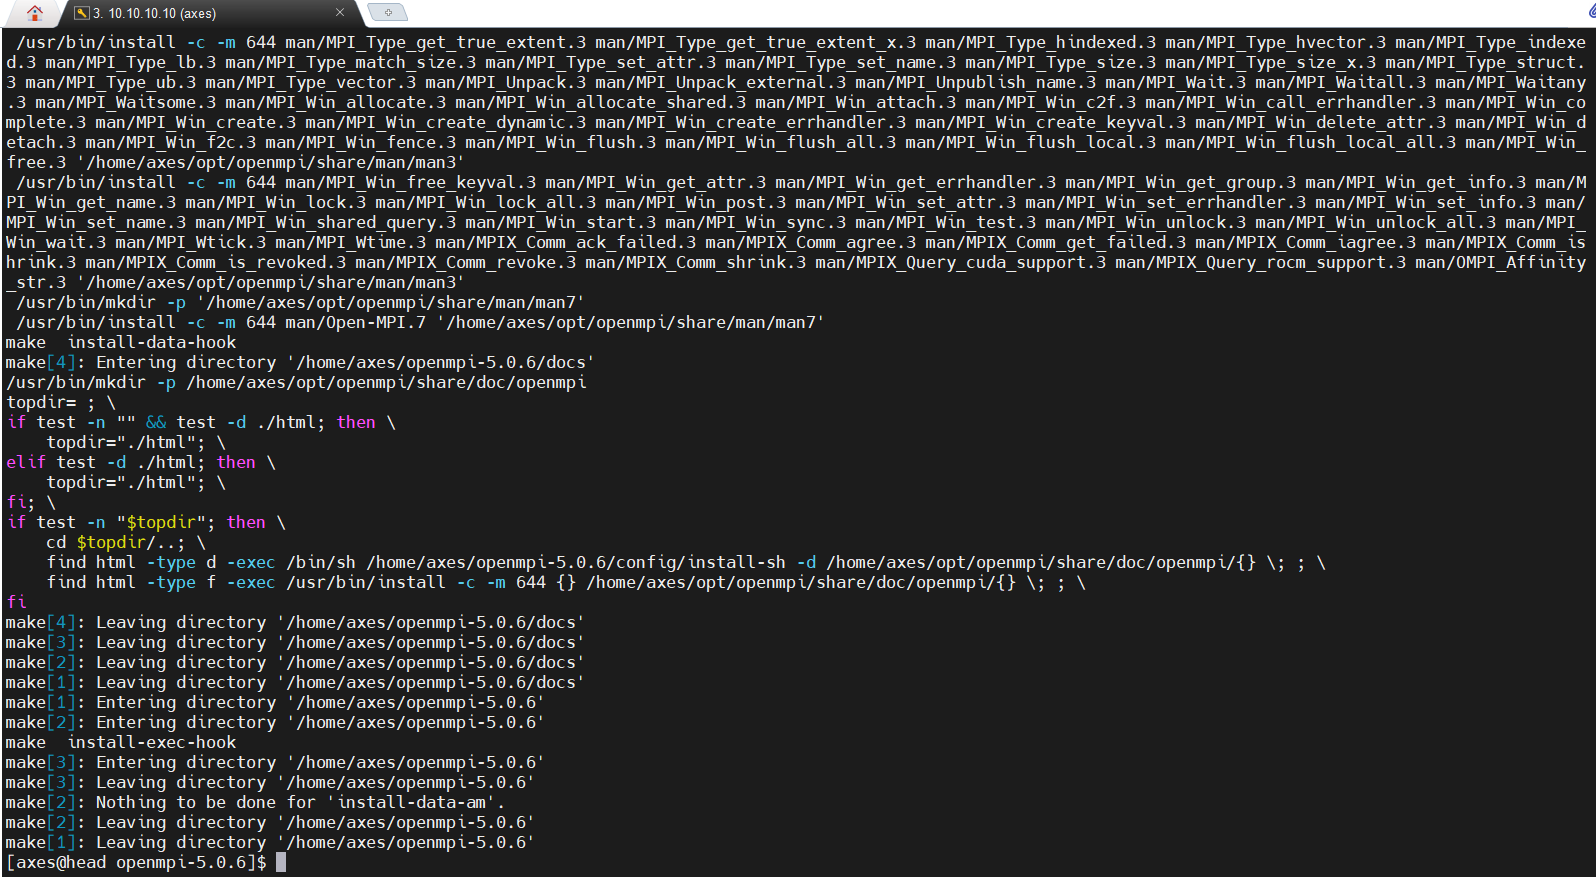 3. 10.10.10.10 (axes)
 /usr/bin/install -c -m 644 man/MPI_Type_get_true_extent.3 man/MPI_Type_get_true_extent_x.3 man/MPI_Type_hindexed.3 man/MPI_Type_hvector.3 man/MPI_Type_indexe
d.3 man/MPI_Type_lb.3 man/MPI_Type_match_size.3 man/MPI_Type_set_attr.3 man/MPI_Type_set_name.3 man/MPI_Type_size.3 man/MPI_Type_size_x.3 man/MPI_Type_struct.
3 man/MPI_Type_ub.3 man/MPI_Type_vector.3 man/MPI_Unpack.3 man/MPI_Unpack_external.3 man/MPI_Unpublish_name.3 man/MPI_Wait.3 man/MPI_Waitall.3 man/MPI_Waitany
.3 man/MPI_Waitsome.3 man/MPI_Win_allocate.3 man/MPI_Win_allocate_shared.3 man/MPI_Win_attach.3 man/MPI_Win_c2f.3 man/MPI_Win_call_errhandler.3 man/MPI_Win_co
mplete.3 man/MPI_Win_create.3 man/MPI_Win_create_dynamic.3 man/MPI_Win_create_errhandler.3 man/MPI_Win_create_keyval.3 man/MPI_Win_delete_attr.3 man/MPI_Win_d
etach.3 man/MPI_Win_f2c.3 man/MPI_Win_fence.3 man/MPI_Win_flush.3 man/MPI_Win_flush_all.3 man/MPI_Win_flush_local.3 man/MPI_Win_flush_local_all.3 man/MPI_Win_
free.3 '/home/axes/opt/openmpi/share/man/man3'
 /usr/bin/install -c -m 644 man/MPI_Win_free_keyval.3 man/MPI_Win_get_attr.3 man/MPI_Win_get_errhandler.3 man/MPI_Win_get_group.3 man/MPI_Win_get_info.3 man/M
PI_Win_get_name.3 man/MPI_Win_lock.3 man/MPI_Win_lock_all.3 man/MPI_Win_post.3 man/MPI_Win_set_attr.3 man/MPI_Win_set_errhandler.3 man/MPI_Win_set_info.3 man/
MPI_Win_set_name.3 man/MPI_Win_shared_query.3 man/MPI_Win_start.3 man/MPI_Win_sync.3 man/MPI_Win_test.3 man/MPI_Win_unlock.3 man/MPI_Win_unlock_all.3 man/MPI_
Win_wait.3 man/MPI_Wtick.3 man/MPI_Wtime.3 man/MPIX_Comm_ack_failed.3 man/MPIX_Comm_agree.3 man/MPIX_Comm_get_failed.3 man/MPIX_Comm_iagree.3 man/MPIX_Comm_is
hrink.3 man/MPIX_Comm_is_revoked.3 man/MPIX_Comm_revoke.3 man/MPIX_Comm_shrink.3 man/MPIX_Query_cuda_support.3 man/MPIX_Query_rocm_support.3 man/OMPI_Affinity
_str.3 '/home/axes/opt/openmpi/share/man/man3'
 /usr/bin/mkdir -p '/home/axes/opt/openmpi/share/man/man7'
 /usr/bin/install -c -m 644 man/Open-MPI.7 '/home/axes/opt/openmpi/share/man/man7'
make  install-data-hook
make[4]: Entering directory '/home/axes/openmpi-5.0.6/docs'
/usr/bin/mkdir -p /home/axes/opt/openmpi/share/doc/openmpi
topdir= ; \
if test -n "" && test -d ./html; then \
    topdir="./html"; \
elif test -d ./html; then \
    topdir="./html"; \
fi; \
if test -n "$topdir"; then \
    cd $topdir/..; \
    find html -type d -exec /bin/sh /home/axes/openmpi-5.0.6/config/install-sh -d /home/axes/opt/openmpi/share/doc/openmpi/{} \; ; \
    find html -type f -exec /usr/bin/install -c -m 644 {} /home/axes/opt/openmpi/share/doc/openmpi/{} \; ; \
fi
make[4]: Leaving directory '/home/axes/openmpi-5.0.6/docs'
make[3]: Leaving directory '/home/axes/openmpi-5.0.6/docs'
make[2]: Leaving directory '/home/axes/openmpi-5.0.6/docs'
make[1]: Leaving directory '/home/axes/openmpi-5.0.6/docs'
make[1]: Entering directory '/home/axes/openmpi-5.0.6'
make[2]: Entering directory '/home/axes/openmpi-5.0.6'
make  install-exec-hook
make[3]: Entering directory '/home/axes/openmpi-5.0.6'
make[3]: Leaving directory '/home/axes/openmpi-5.0.6'
make[2]: Nothing to be done for 'install-data-am'.
make[2]: Leaving directory '/home/axes/openmpi-5.0.6'
make[1]: Leaving directory '/home/axes/openmpi-5.0.6'
[axes@head openmpi-5.0.6]$